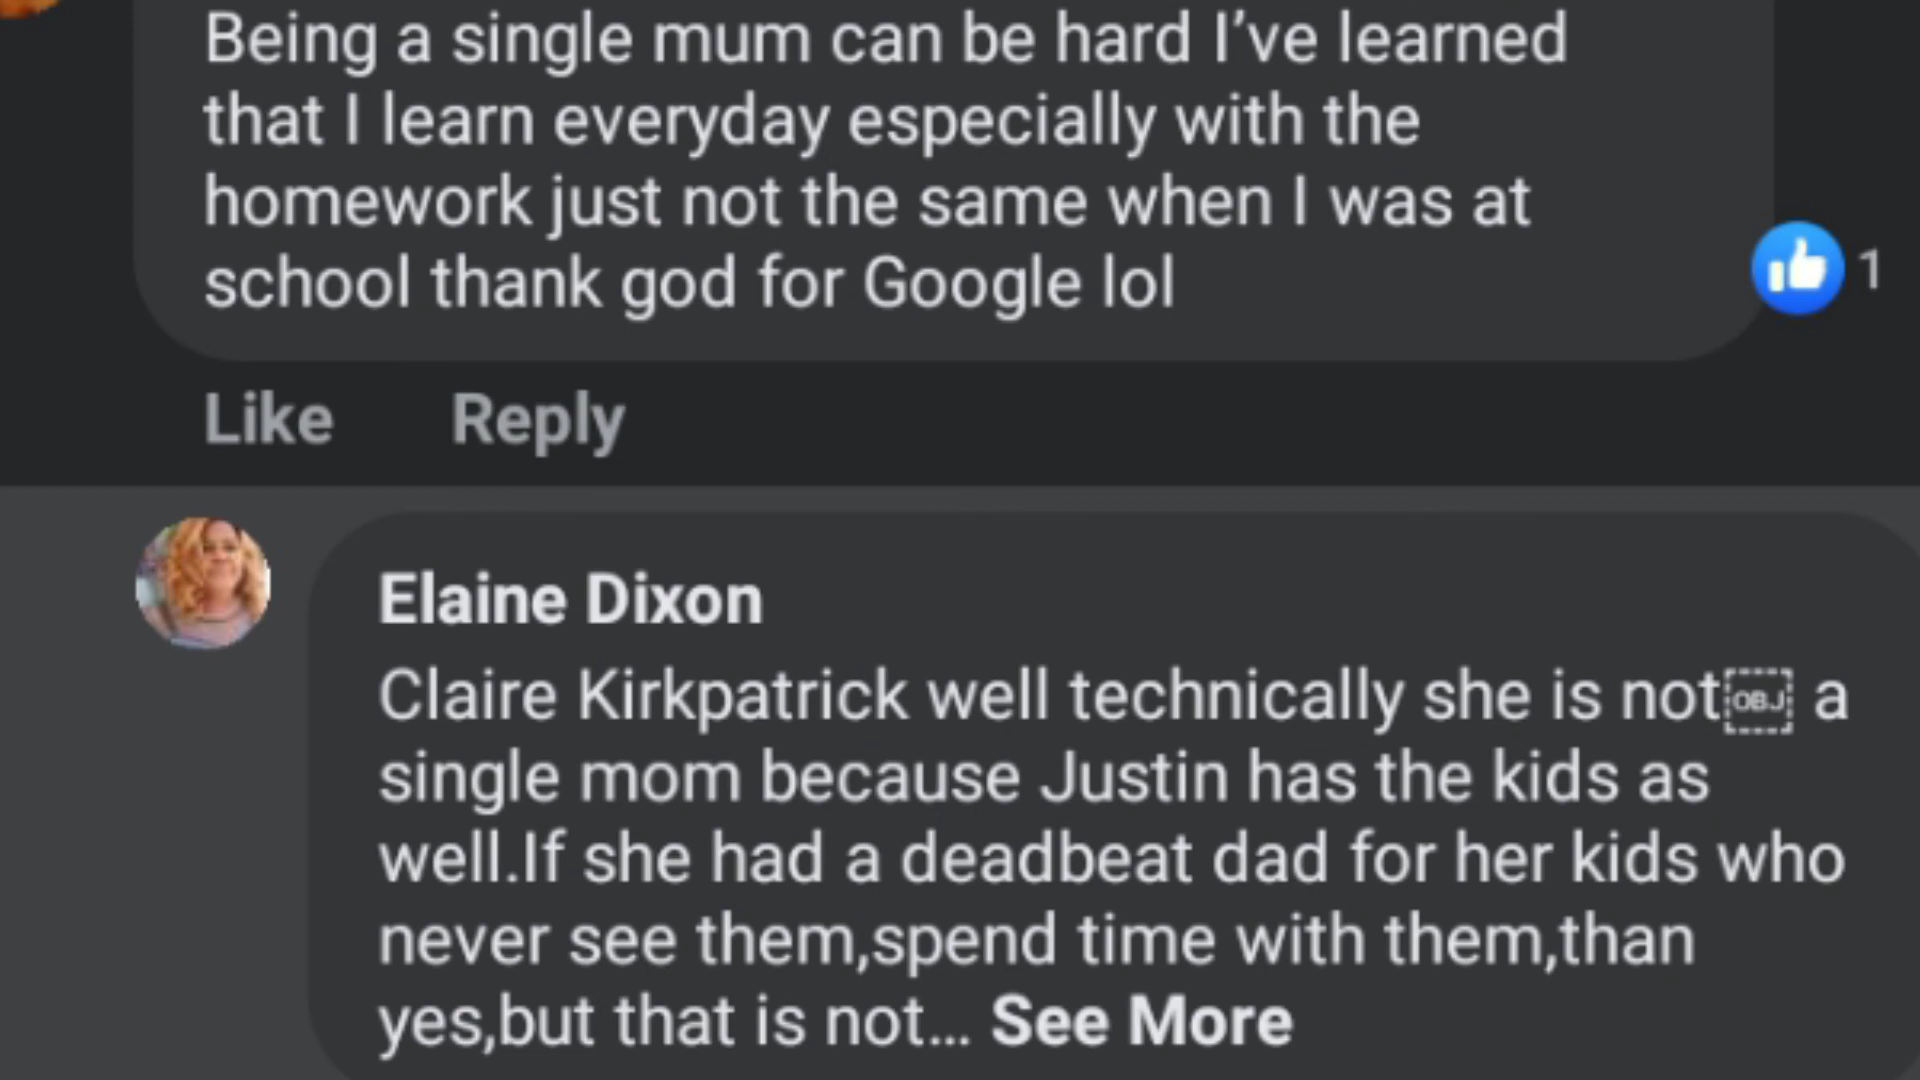 Being a single mum can be hard I’ve learned
that I learn everyday especially with the
homework just not the same when I was at
school thank god for Google lol
1
Like Reply
Elaine Dixon
Claire Kirkpatrick well technically she is not￼ a
single mom because Justin has the kids as
well.If she had a deadbeat dad for her kids who
never see them,spend time with them,than
yes,but that is not... See More